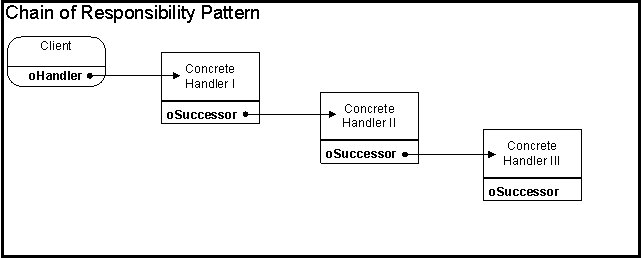 Chain of Responsibility Pattern
Client
oHandler
Concrete
Handler I
oSuccessor
Concrete
Handler II
oSuccessor
Concrete
Handler III
oSuccessor